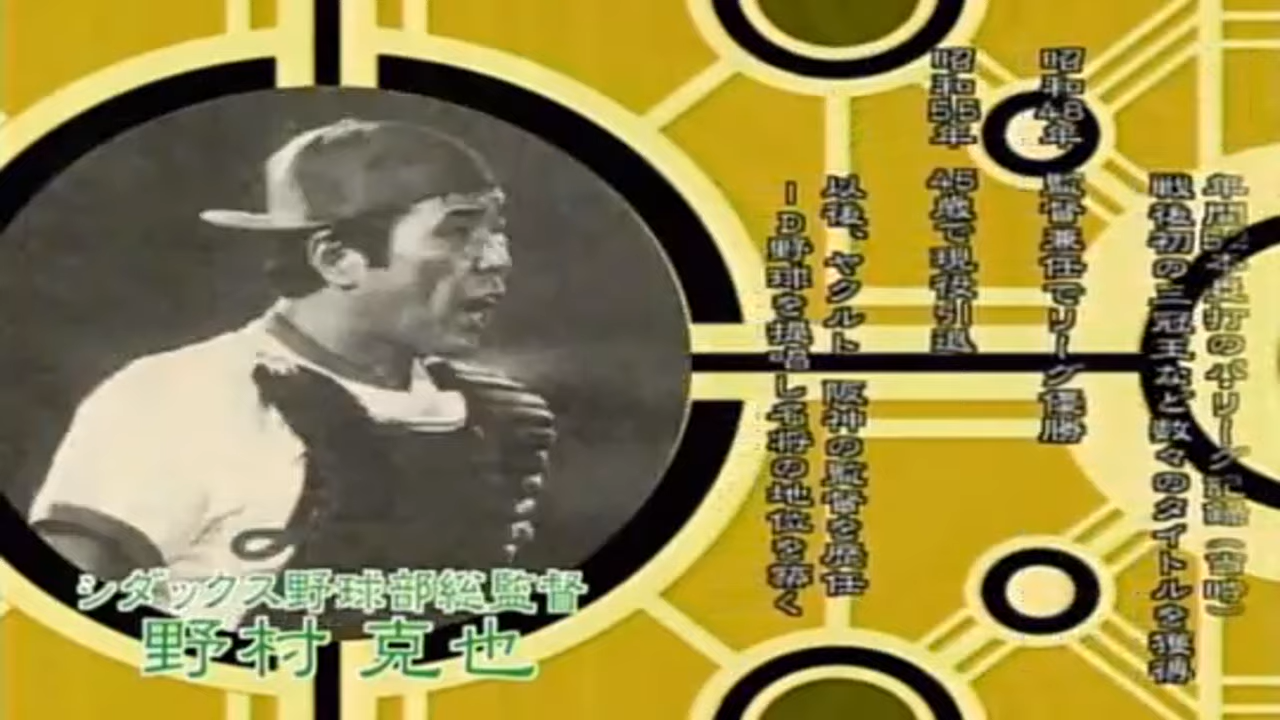 年間52本塁打のパ・リーグ記録(当時)
戦後初の三冠王など数々のタイトルを獲得
昭和48年 監督兼任でリーグ優勝
昭和55年 45歳で現役引退
以後、ヤクルト 阪神の監督を歴任
ID野球を提唱し名将の地位を築く
シダックス野球部総監督
野村 克也